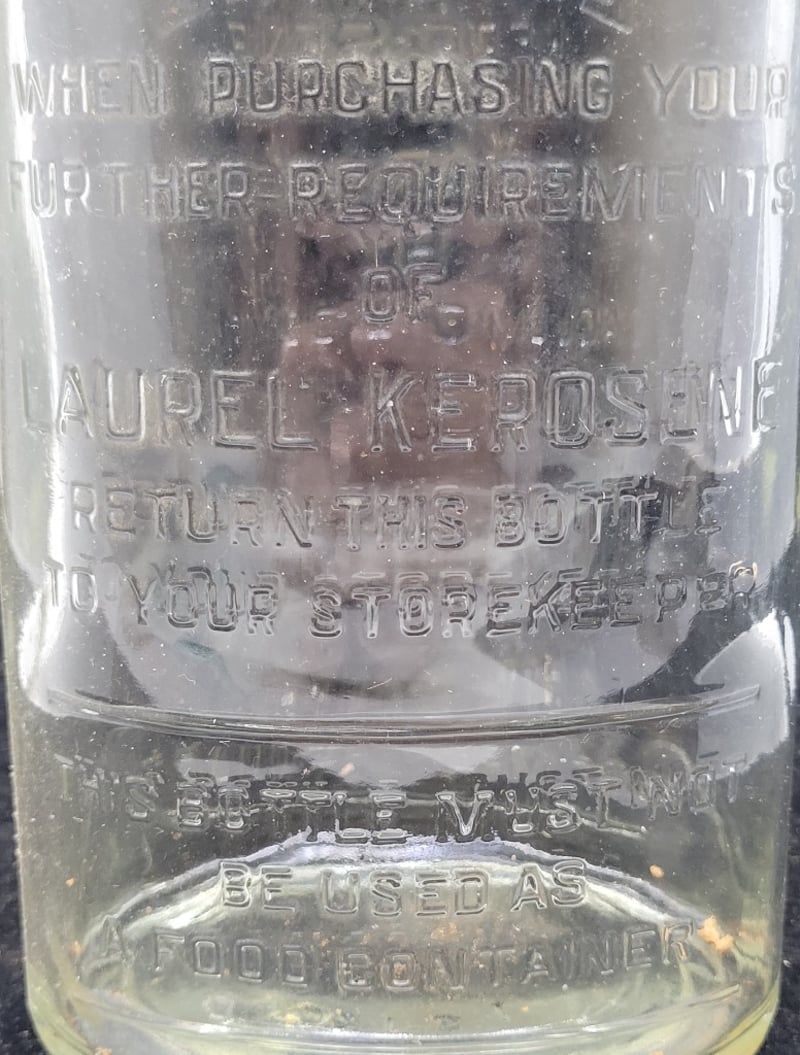 WHEN PURCHASING YOUR
FURTHER REQUIREMENTS
OF
LAUREL KEROSENE
RETURN THIS BOTTLE
TO YOUR STOREKEEPER
THIS BOTTLE MUST NOT
BE USED AS
A FOOD CONTAINER